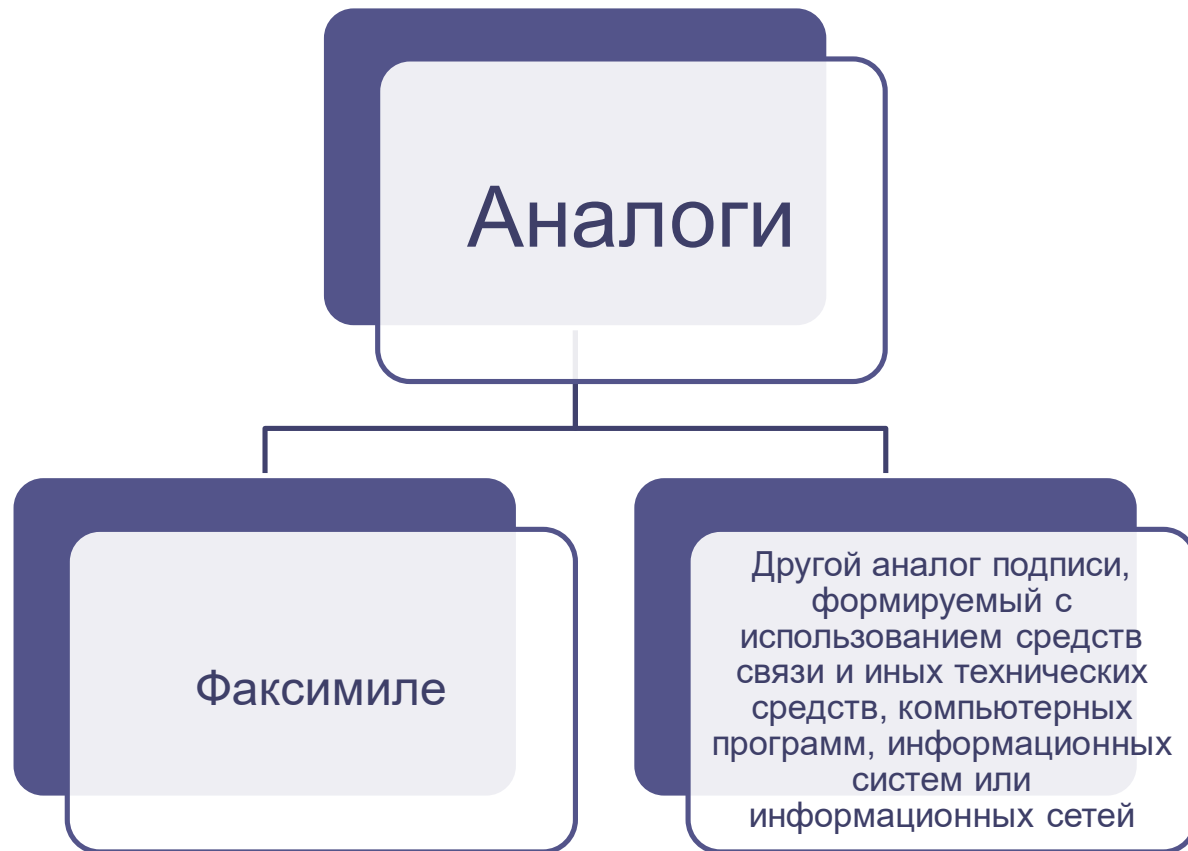 Аналоги
Факсимиле
Другой аналог подписи,
формируемый с
использованием средств
связи и иных технических
средств, компьютерных
программ, информационных
систем или
информационных сетей